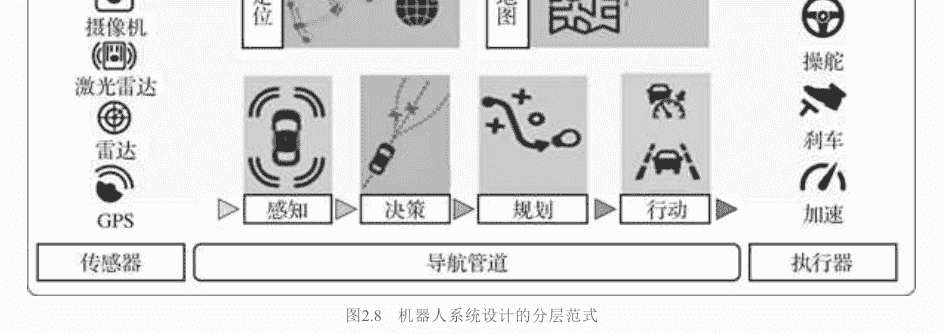 定位
地图
摄像机
激光雷达
雷达
GPS
操舵
刹车
加速
感知
决策
规划
行动
传感器
导航管道
执行器
图2.8 机器人系统设计的分层范式